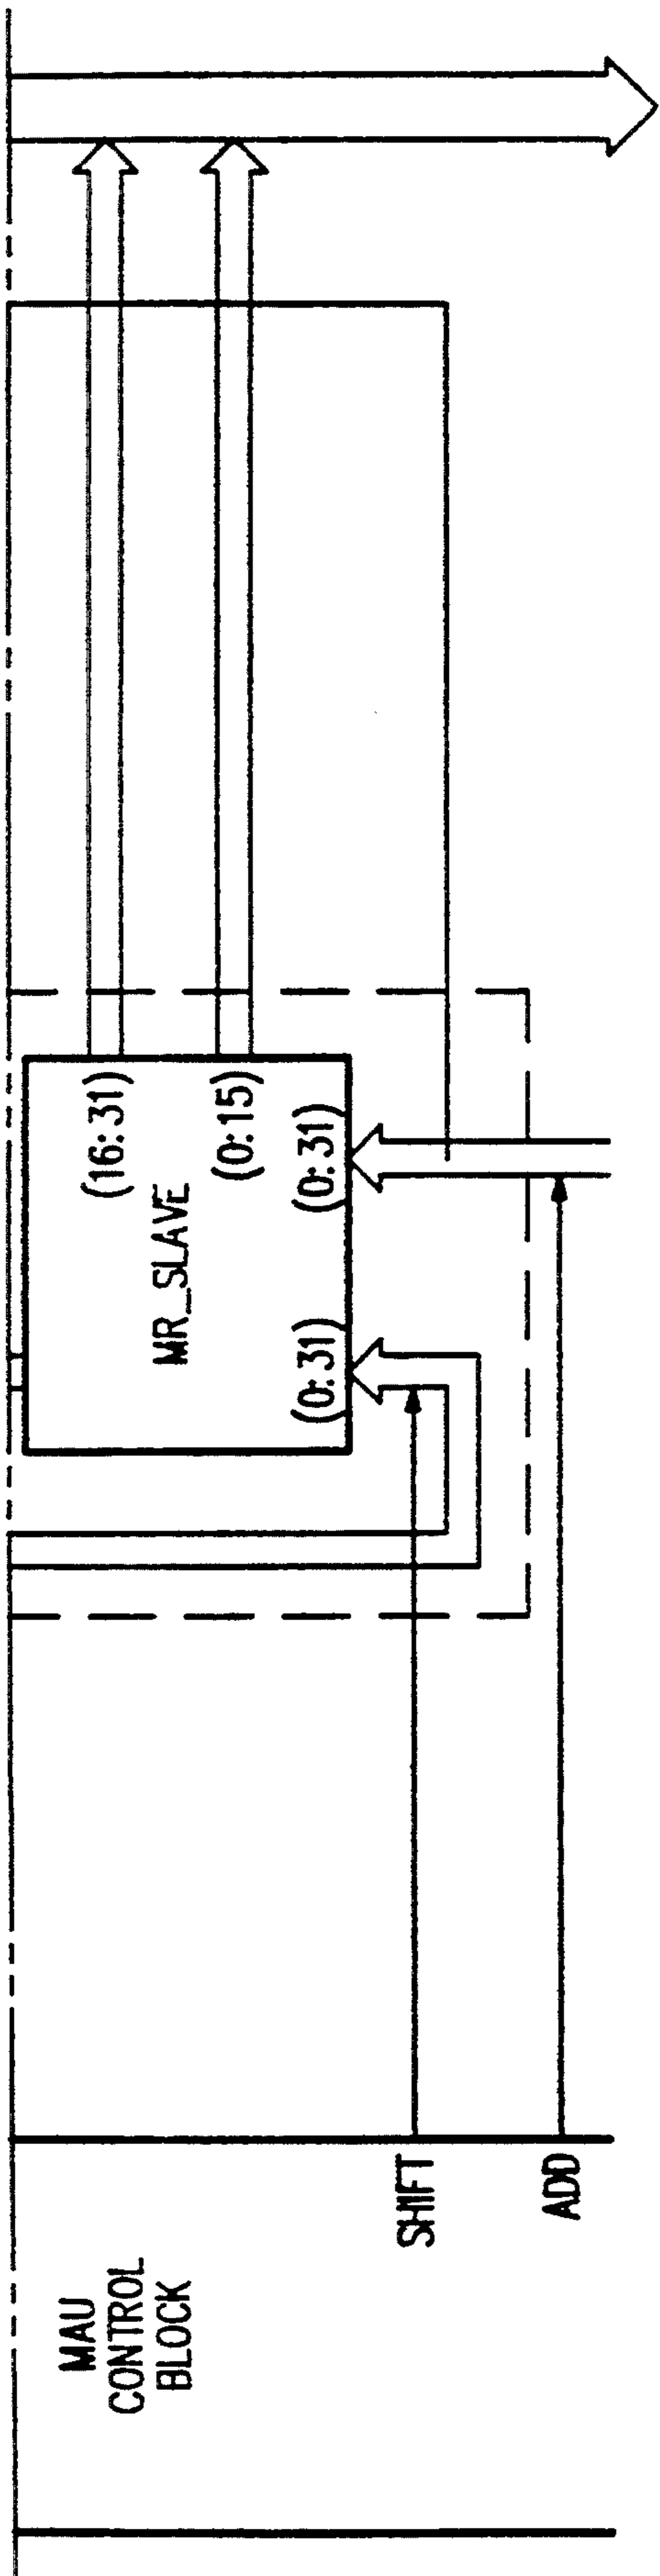 MAU
CONTROL
BLOCK
SHIFT
ADD
MR_SLAVE
(0:31)
(0:31)
(16:31)
(0:15)